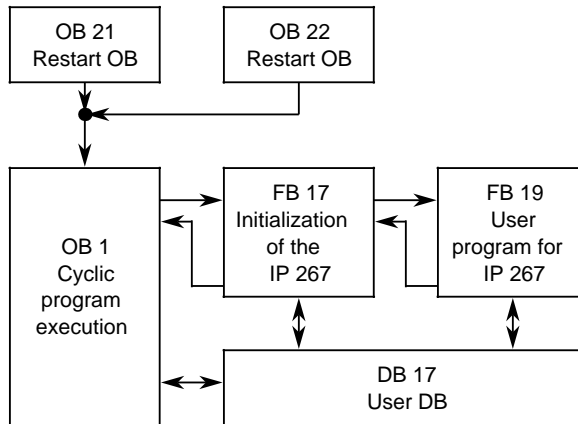 OB 21
Restart OB
OB 22
Restart OB
OB 1
Cyclic
program
execution
FB 17
Initialization
of the
IP 267
FB 19
User
program for
IP 267
DB 17
User DB